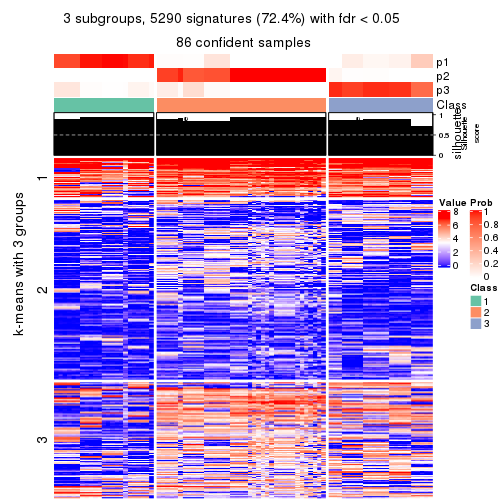 3 subgroups, 5290 signatures (72.4%) with fdr < 0.05
86 confident samples
p1
p2
p3
Class
1
0.5
0
silhouette
Silhouette
score
k-means with 3 groups
1
2
3
Value
8
6
4
2
0
Prob
1
0.8
0.6
0.4
0.2
0
Class
1
2
3